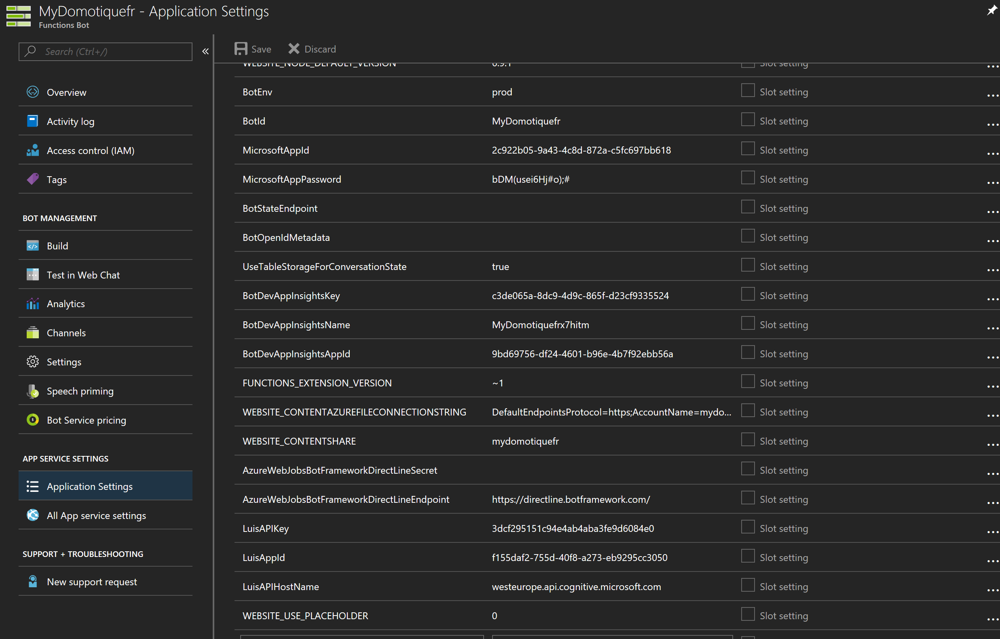 MyDomotiquefr - Application Settings
Functions Bot
Search (Ctrl+/)
Overview
Activity log
Access control (IAM)
Tags
BOT MANAGEMENT
Build
Test in Web Chat
Analytics
Channels
Settings
Speech priming
Bot Service pricing
APP SERVICE SETTINGS
Application Settings
All App service settings
SUPPORT + TROUBLESHOOTING
New support request
Save Discard
WEBSITE_NODE_DEFAULT_VERSION 6.9.1 Slot setting ...
BotEnv prod Slot setting ...
BotId MyDomotiquefr Slot setting ...
MicrosoftAppId 2c922b05-9a43-4c8d-872a-c5fc697bb618 Slot setting ...
MicrosoftAppPassword bDM(usei6Hj#o);# Slot setting ...
BotStateEndpoint Slot setting ...
BotOpenIdMetadata Slot setting ...
UseTableStorageForConversationState true Slot setting ...
BotDevAppInsightsKey c3de065a-8dc9-4d9c-865f-d23cf9335524 Slot setting ...
BotDevAppInsightsName MyDomotiquefrx7hitm Slot setting ...
BotDevAppInsightsAppId 9bd69756-df24-4601-b96e-4b7f92ebb56a Slot setting ...
FUNCTIONS_EXTENSION_VERSION ~1 Slot setting ...
WEBSITE_CONTENTAZUREFILECONNECTIONSTRING DefaultEndpointsProtocol=https;AccountName=mydo... Slot setting ...
WEBSITE_CONTENTSHARE mydomotiquefr Slot setting ...
AzureWebJobsBotFrameworkDirectLineSecret Slot setting ...
AzureWebJobsBotFrameworkDirectLineEndpoint https://directline.botframework.com/ Slot setting ...
LuisAPIKey 3dcf295151c94e4ab4aba3fe9d6084e0 Slot setting ...
LuisAppId f155daf2-755d-40f8-a273-eb9295cc3050 Slot setting ...
LuisAPIHostName westeurope.api.cognitive.microsoft.com Slot setting ...
WEBSITE_USE_PLACEHOLDER 0 Slot setting ...